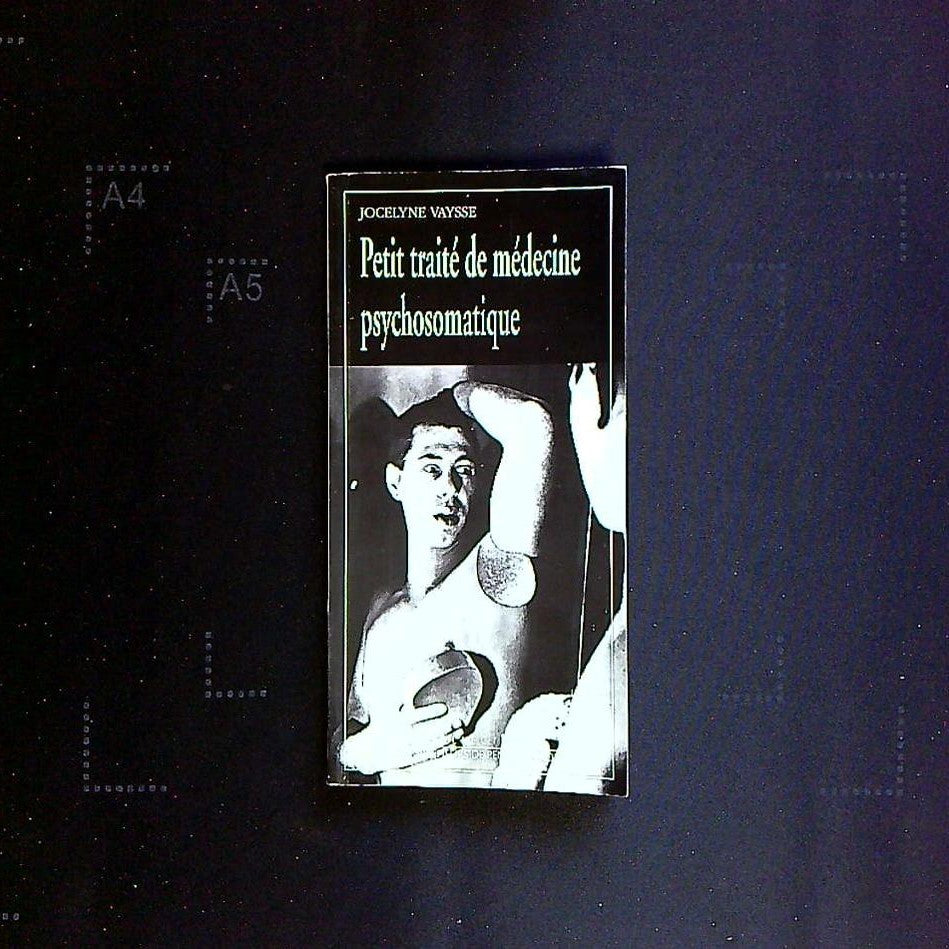 A4
A5
JOCELYNE VAYSSE
Petit traité de médecine
psychosomatique